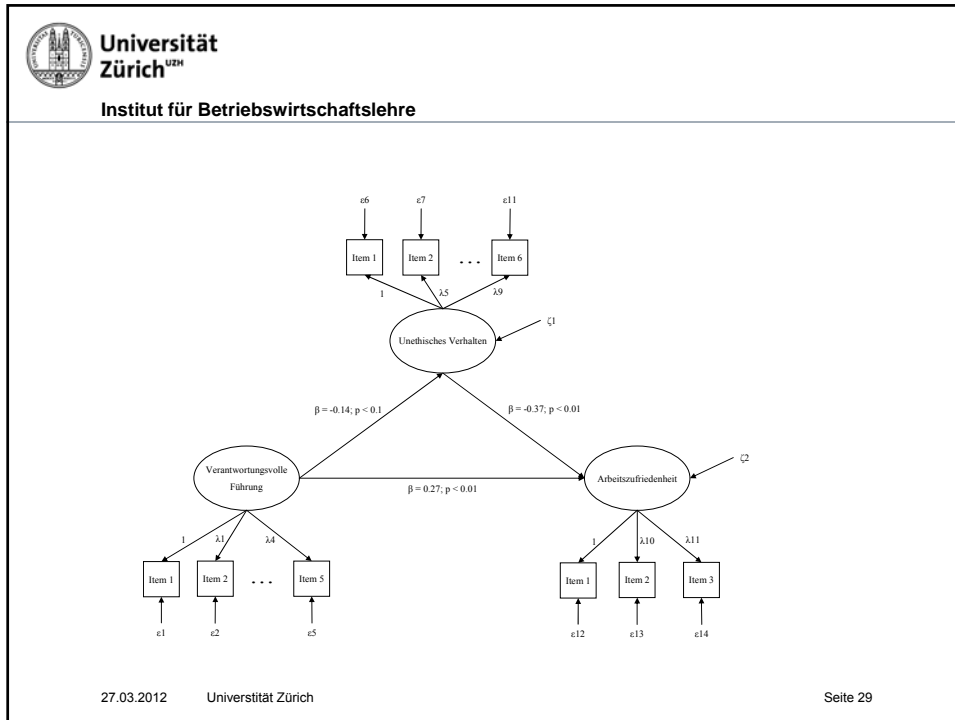 Universität
Zürich UZH
Institut für Betriebswirtschaftslehre
ε6 ε7 ε11
Item 1 Item 2 ... Item 6
1 λ5 λ9
ζ1
Unethisches Verhalten
β = -0.14; p < 0.1 β = -0.37; p < 0.01
ζ2
Verantwortungsvolle
Führung
Arbeitszufriedenheit
β = 0.27; p < 0.01
1 λ1 λ4 1 λ10 λ11
Item 1 Item 2 ... Item 5 Item 1 Item 2 Item 3
ε1 ε2 ε5 ε12 ε13 ε14
27.03.2012 Universtität Zürich Seite 29